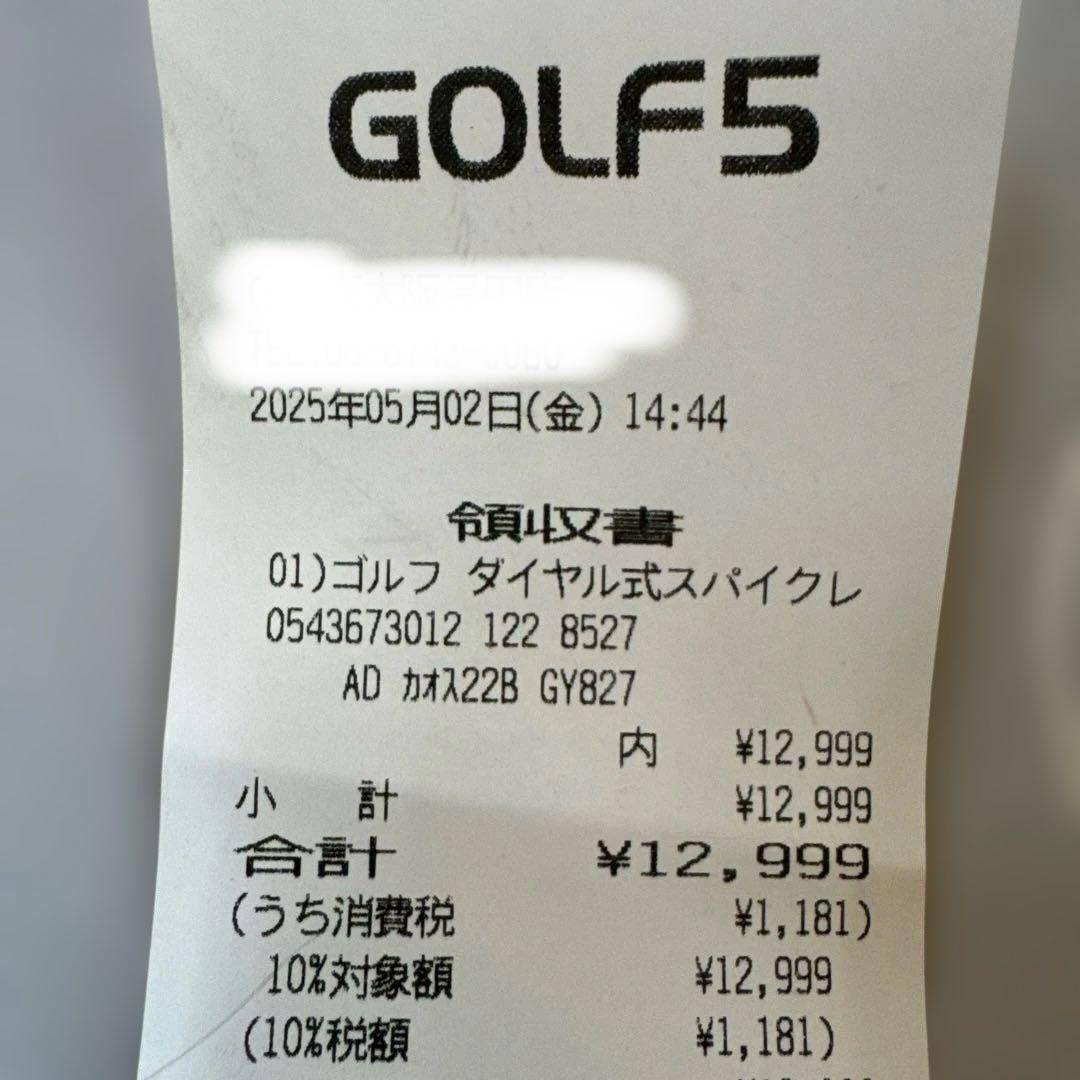 GOLF5
2025年05月02日(金) 14:44
領収書
01)ゴルフ ダイヤル式スパイクレ
0543673012 122 8527
AD ｶｵｽ22B GY827
内 ¥12,999
小 計 ¥12,999
合計 ¥12,999
(うち消費税 ¥1,181)
10%対象額 ¥12,999
(10%税額 ¥1,181)